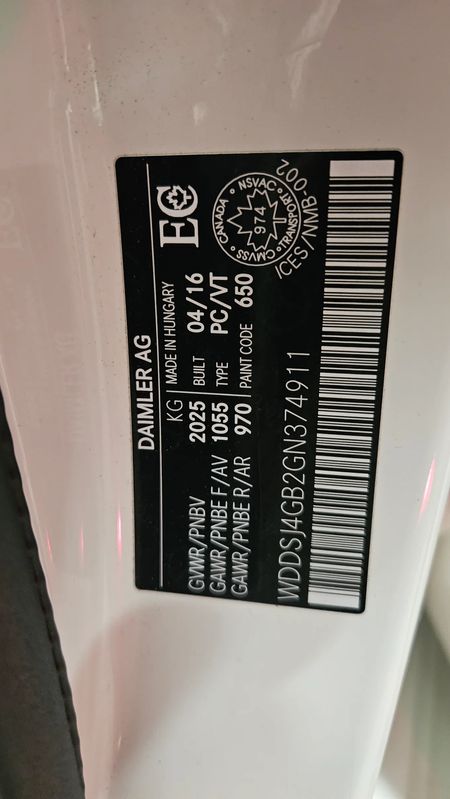 DAIMLER AG
KG MADE IN HUNGARY
GVWR/PNBV 2025 BUILT 04/16
GAWR/PNBE F/AV 1055 TYPE PC/VT
GAWR/PNBE R/AR 970 PAINT CODE 650
EC
CANADA NSVAC TRANSPORT CMVSS
974
ICES/NMB-002
WDDSJ4GB2GN374911